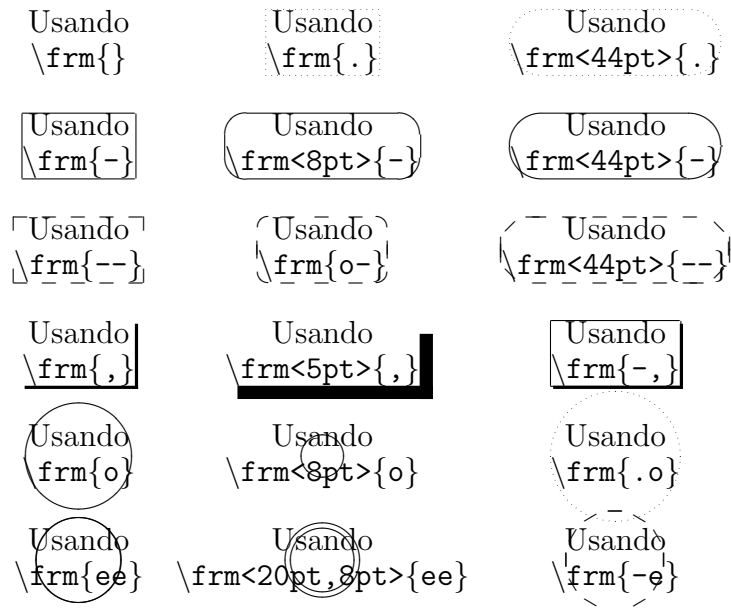 Usando Usando Usando
\frm{} \frm{.} \frm<44pt>{.}
Usando Usando Usando
\frm{-} \frm<8pt>{-} \frm<44pt>{-}
Usando Usando Usando
\frm{--} \frm{o-} \frm<44pt>{--}
Usando Usando Usando
\frm{,} \frm<5pt>{,} \frm{-,}
Usando Usando Usando
\frm{o} \frm<8pt>{o} \frm{.o}
Usando Usando Usando
\frm{ee} \frm<20pt,8pt>{ee} \frm{-e}